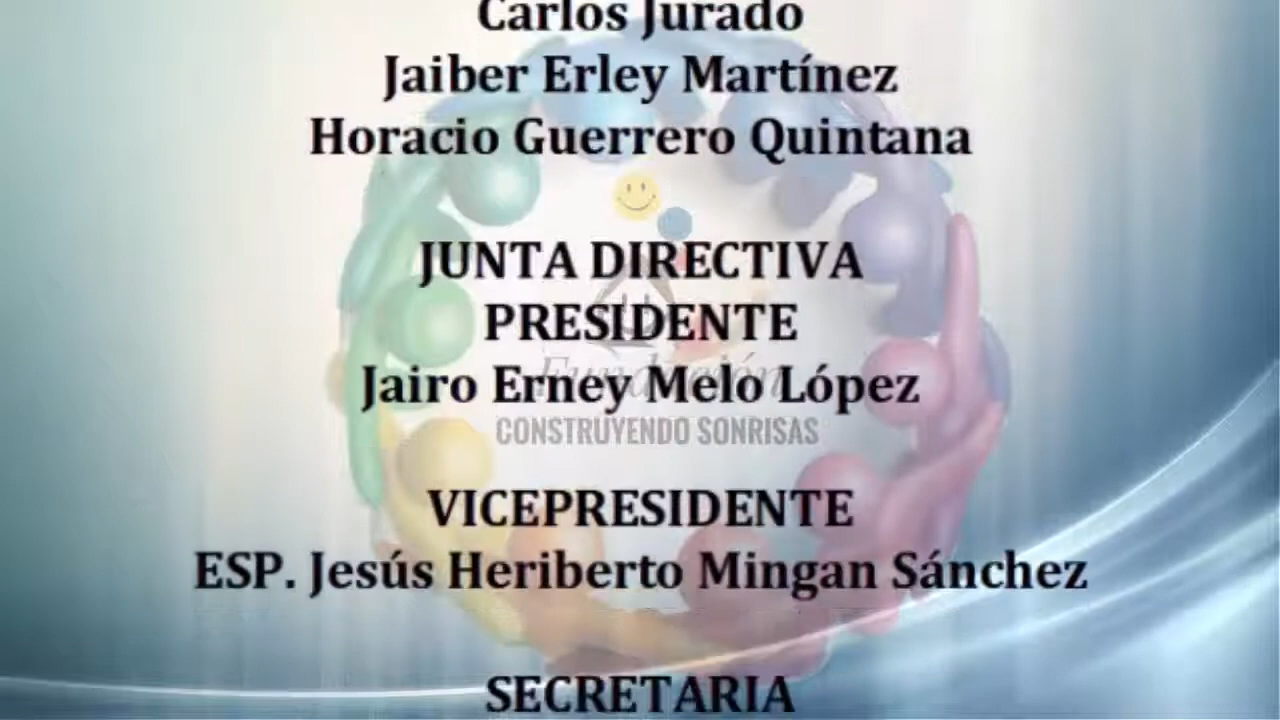 Carlos Jurado
Jaiber Erley Martínez
Horacio Guerrero Quintana
JUNTA DIRECTIVA
PRESIDENTE
Fundación
Jairo Erney Melo López
CONSTRUYENDO SONRISAS
VICEPRESIDENTE
ESP. Jesús Heriberto Mingan Sánchez
SECRETARIA